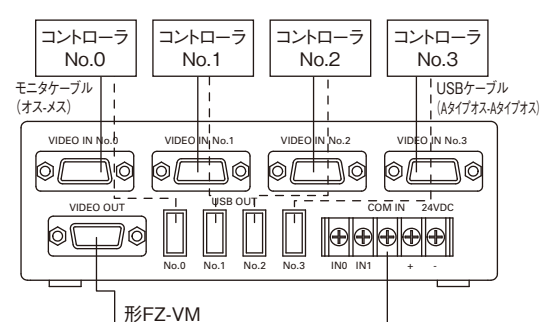 コントローラ
No.0
コントローラ
No.1
コントローラ
No.2
コントローラ
No.3
モニタケーブル
(オス-メス)
USBケーブル
(Aタイプオス-Aタイプオス)
VIDEO IN No.0
VIDEO IN No.1
VIDEO IN No.2
VIDEO IN No.3
VIDEO OUT
USB OUT
COM IN
24VDC
No.0
No.1
No.2
No.3
IN0
IN1
+
-
形FZ-VM